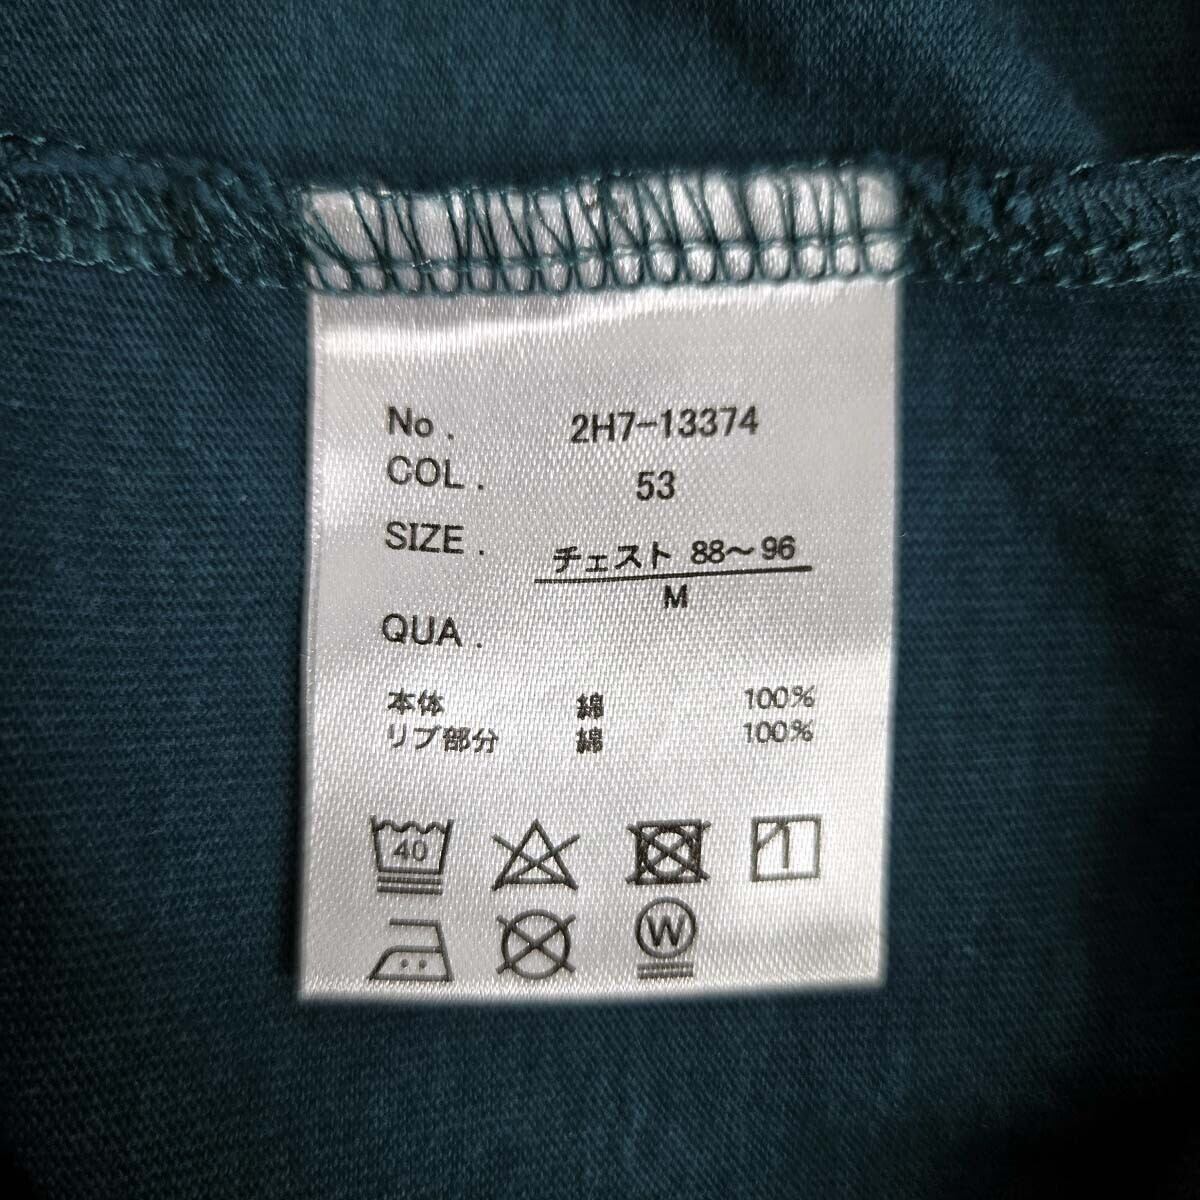 No. 2H7-13374
COL. 53
SIZE. チェスト 88～96
M
QUA.
本体 綿 100%
リブ部分 綿 100%
40
W